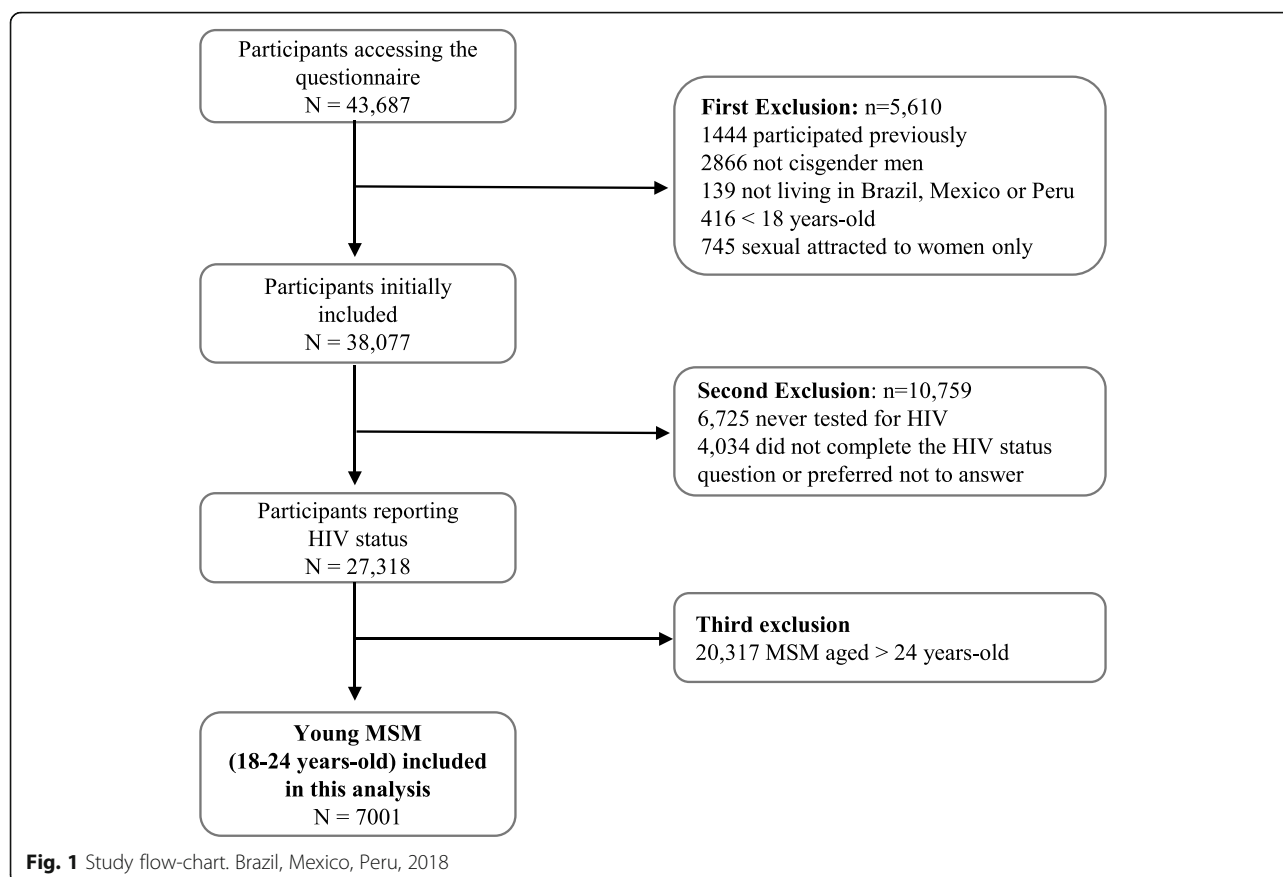 Participants accessing the
questionnaire
N = 43,687
First Exclusion: n=5,610
1444 participated previously
2866 not cisgender men
139 not living in Brazil, Mexico or Peru
416 < 18 years-old
745 sexual attracted to women only
Participants initially
included
N = 38,077
Second Exclusion: n=10,759
6,725 never tested for HIV
4,034 did not complete the HIV status
question or preferred not to answer
Participants reporting
HIV status
N = 27,318
Third exclusion
20,317 MSM aged > 24 years-old
Young MSM
(18-24 years-old) included
in this analysis
N = 7001
Fig. 1 Study flow-chart. Brazil, Mexico, Peru, 2018